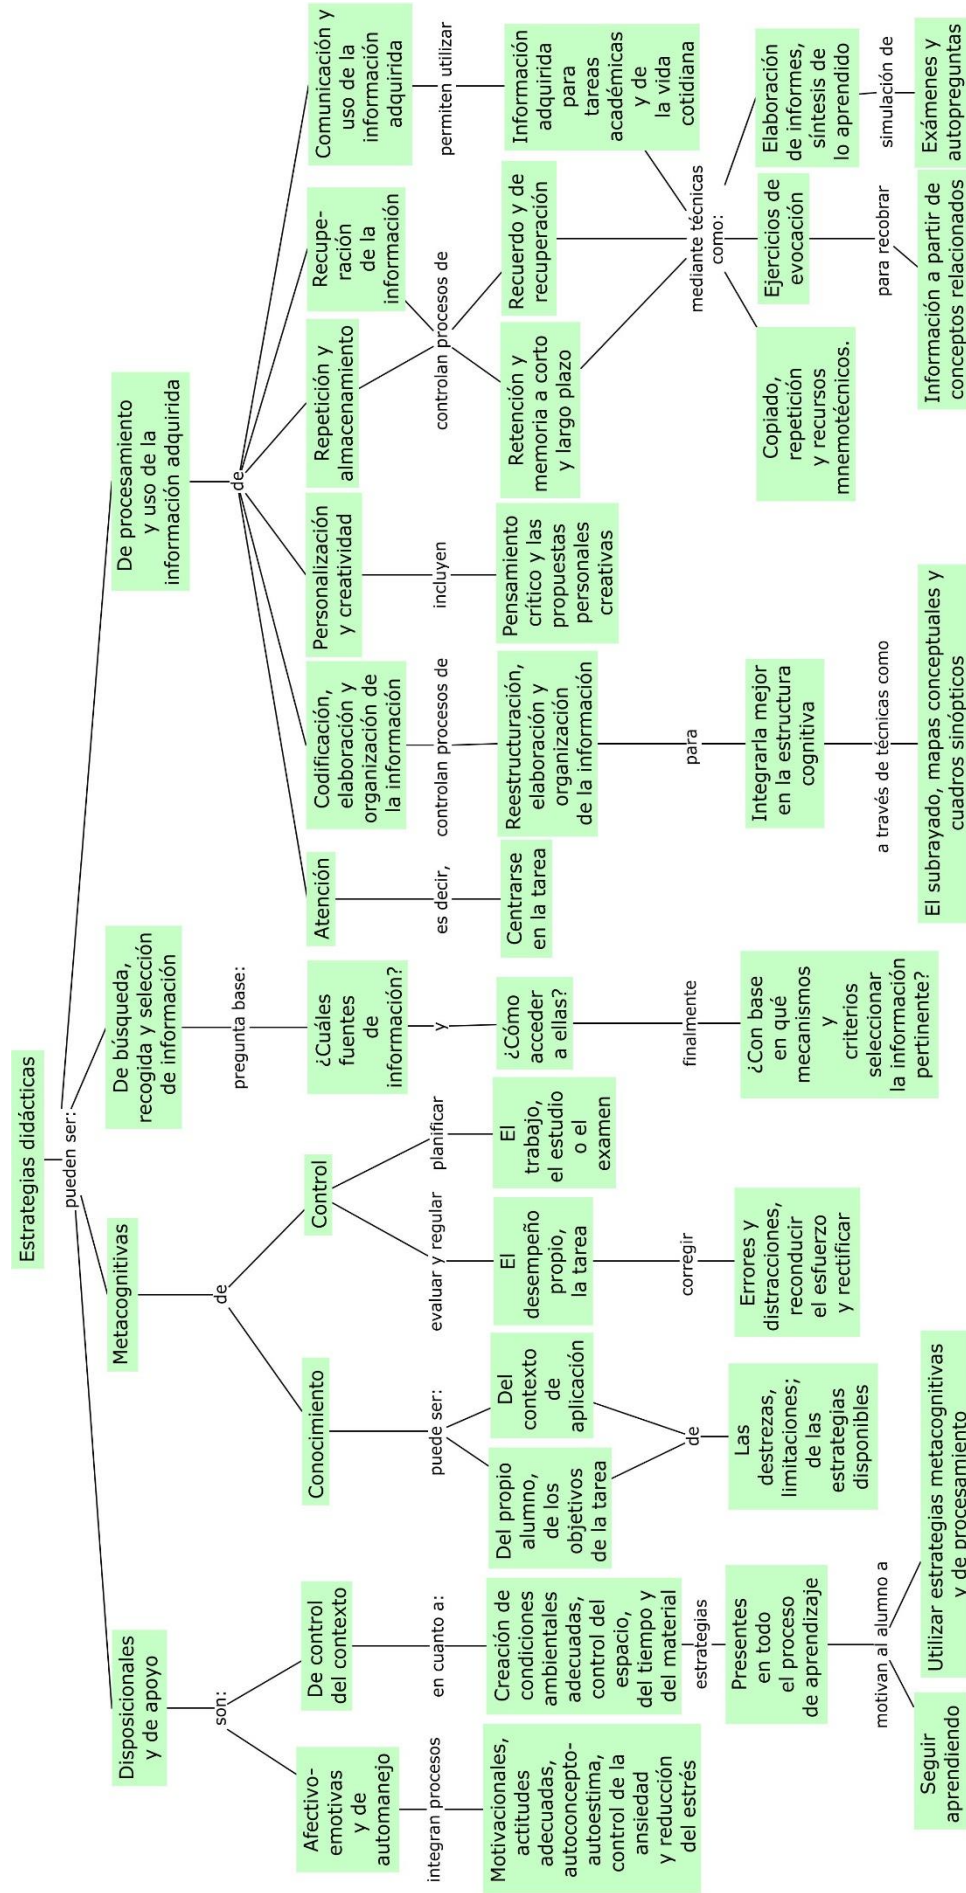 Estrategias didácticas
pueden ser:
Disposicionales
y de apoyo
son:
Afectivo-
emotivas
y de
automanejo
integran procesos
Motivacionales,
actitudes
adecuadas,
autoconcepto-
autoestima,
control de la
ansiedad
y reducción
del estrés
De control
del contexto
en cuanto a:
Creación de
condiciones
ambientales
adecuadas,
control del
espacio,
del tiempo y
del material
estrategias
Presentes
en todo
el proceso
de aprendizaje
motivan al alumno a
Seguir
aprendiendo
Utilizar estrategias metacognitivas
y de procesamiento
Metacognitivas
de
Conocimiento
puede ser:
Del propio
alumno,
de los
objetivos
de la tarea
Del
contexto
de
aplicación
de
Las
destrezas,
limitaciones;
de las
estrategias
disponibles
Control
evaluar y regular
El
desempeño
propio,
la tarea
corregir
Errores y
distracciones,
reconducir
el esfuerzo
y rectificar
planificar
El
trabajo,
el estudio
o el
examen
De búsqueda,
recogida y selección
de información
pregunta base:
¿Cuáles
fuentes
de
información?
y
¿Cómo
acceder
a ellas?
finalmente
¿Con base
en qué
mecanismos
y
criterios
seleccionar
la información
pertinente?
De procesamiento
y uso de la
información adquirida
de
Atención
es decir,
Centrarse
en la tarea
Codificación,
elaboración y
organización de
la información
controlan procesos de
Reestructuración,
elaboración y
organización
de la información
para
Integrarla mejor
en la estructura
cognitiva
a través de técnicas como
El subrayado, mapas conceptuales y
cuadros sinópticos
Personalización
y creatividad
incluyen
Pensamiento
crítico y las
propuestas
personales
creativas
Repetición y
almacenamiento
Recupe-
ración
de la
información
controlan procesos de
Retención y
memoria a corto
y largo plazo
Recuerdo y de
recuperación
Comunicación y
uso de la
información
adquirida
permiten utilizar
Información
adquirida
para
tareas
académicas
y de
la vida
cotidiana
mediante técnicas
como:
Copiado,
repetición
y recursos
mnemotécnicos.
Ejercicios de
evocación
para recobrar
Información a partir de
conceptos relacionados
Elaboración
de informes,
síntesis de
lo aprendido
simulación de
Exámenes y
autopreguntas